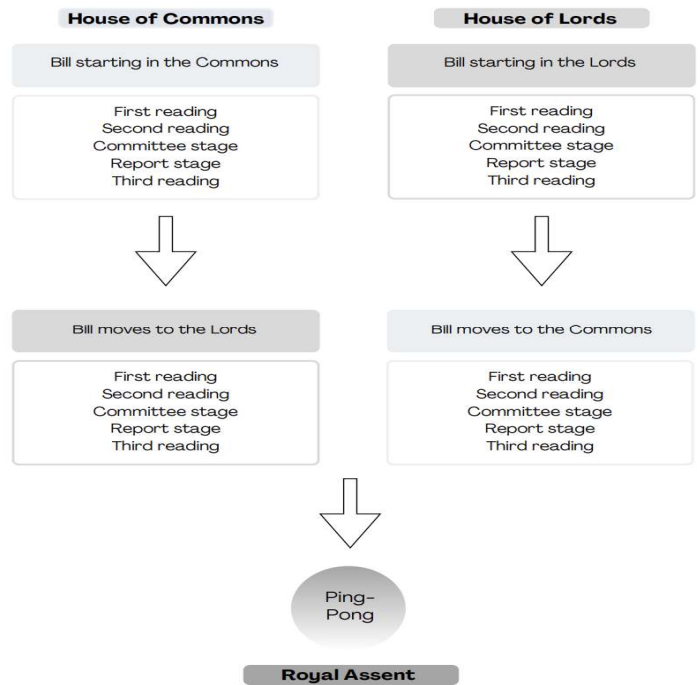 House of Commons
Bill starting in the Commons
First reading
Second reading
Committee stage
Report stage
Third reading
Bill moves to the Lords
First reading
Second reading
Committee stage
Report stage
Third reading
House of Lords
Bill starting in the Lords
First reading
Second reading
Committee stage
Report stage
Third reading
Bill moves to the Commons
First reading
Second reading
Committee stage
Report stage
Third reading
Ping-
Pong
Royal Assent